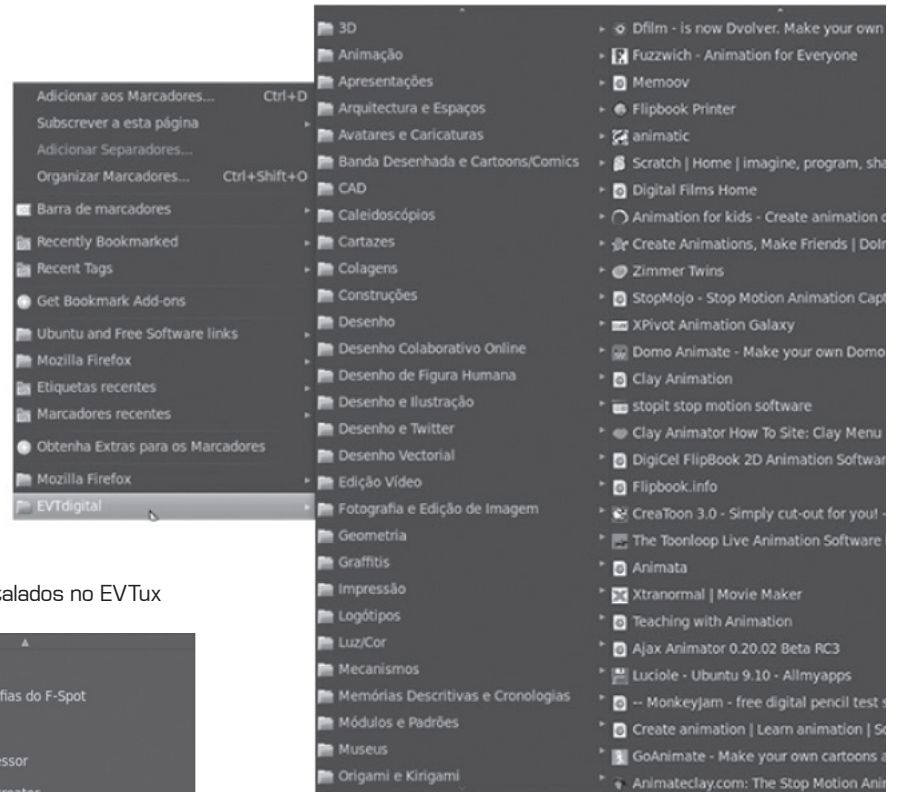 Adicionar aos Marcadores... Ctrl+D
Subscrever a esta página
Adicionar Separadores...
Organizar Marcadores... Ctrl+Shift+O
Barra de marcadores
Recently Bookmarked
Recent Tags
Get Bookmark Add-ons
Ubuntu and Free Software links
Mozilla Firefox
Etiquetas recentes
Marcadores recentes
Obtenha Extras para os Marcadores
Mozilla Firefox
EVTdigital
3D
Animação
Apresentações
Arquitectura e Espaços
Avatares e Caricaturas
Banda Desenhada e Cartoons/Comics
CAD
Caleidoscópios
Cartazes
Colagens
Construções
Desenho
Desenho Colaborativo Online
Desenho de Figura Humana
Desenho e Ilustração
Desenho e Twitter
Desenho Vectorial
Edição Vídeo
Fotografia e Edição de Imagem
Geometria
Graffitis
Impressão
Logótipos
Luz/Cor
Mecanismos
Memórias Descritivas e Cronologias
Módulos e Padrões
Museus
Origami e Kirigami
Dfilm - is now Dvolver. Make your own
Fuzzwich - Animation for Everyone
Memoov
Flipbook Printer
animatic
Scratch | Home | imagine, program, sha
Digital Films Home
Animation for kids - Create animation
Create Animations, Make Friends |
Zimmer Twins
StopMojo - Stop Motion Animation Capt
XPivot Animation Galaxy
Domo Animate - Make your own Domo
Clay Animation
stopit stop motion software
Clay Animator How To Site: Clay Menu
DigiCel FlipBook 2D Animation Softwar
Flipbook.info
CreaToon 3.0 - Simply cut-out for you! -
The Toonloop Live Animation Software
Animata
Xtranormal | Movie Maker
Teaching with Animation
Ajax Animator 0.20.02 Beta RC3
Luciole - Ubuntu 9.10 - Allmyapps
-- MonkeyJam - free digital pencil test s
Create animation | Learn animation |
GoAnimate - Make your own cartoons a
Animateclay.com: The Stop Motion Ani
talados no EVTux
fias do F-Spot
essor